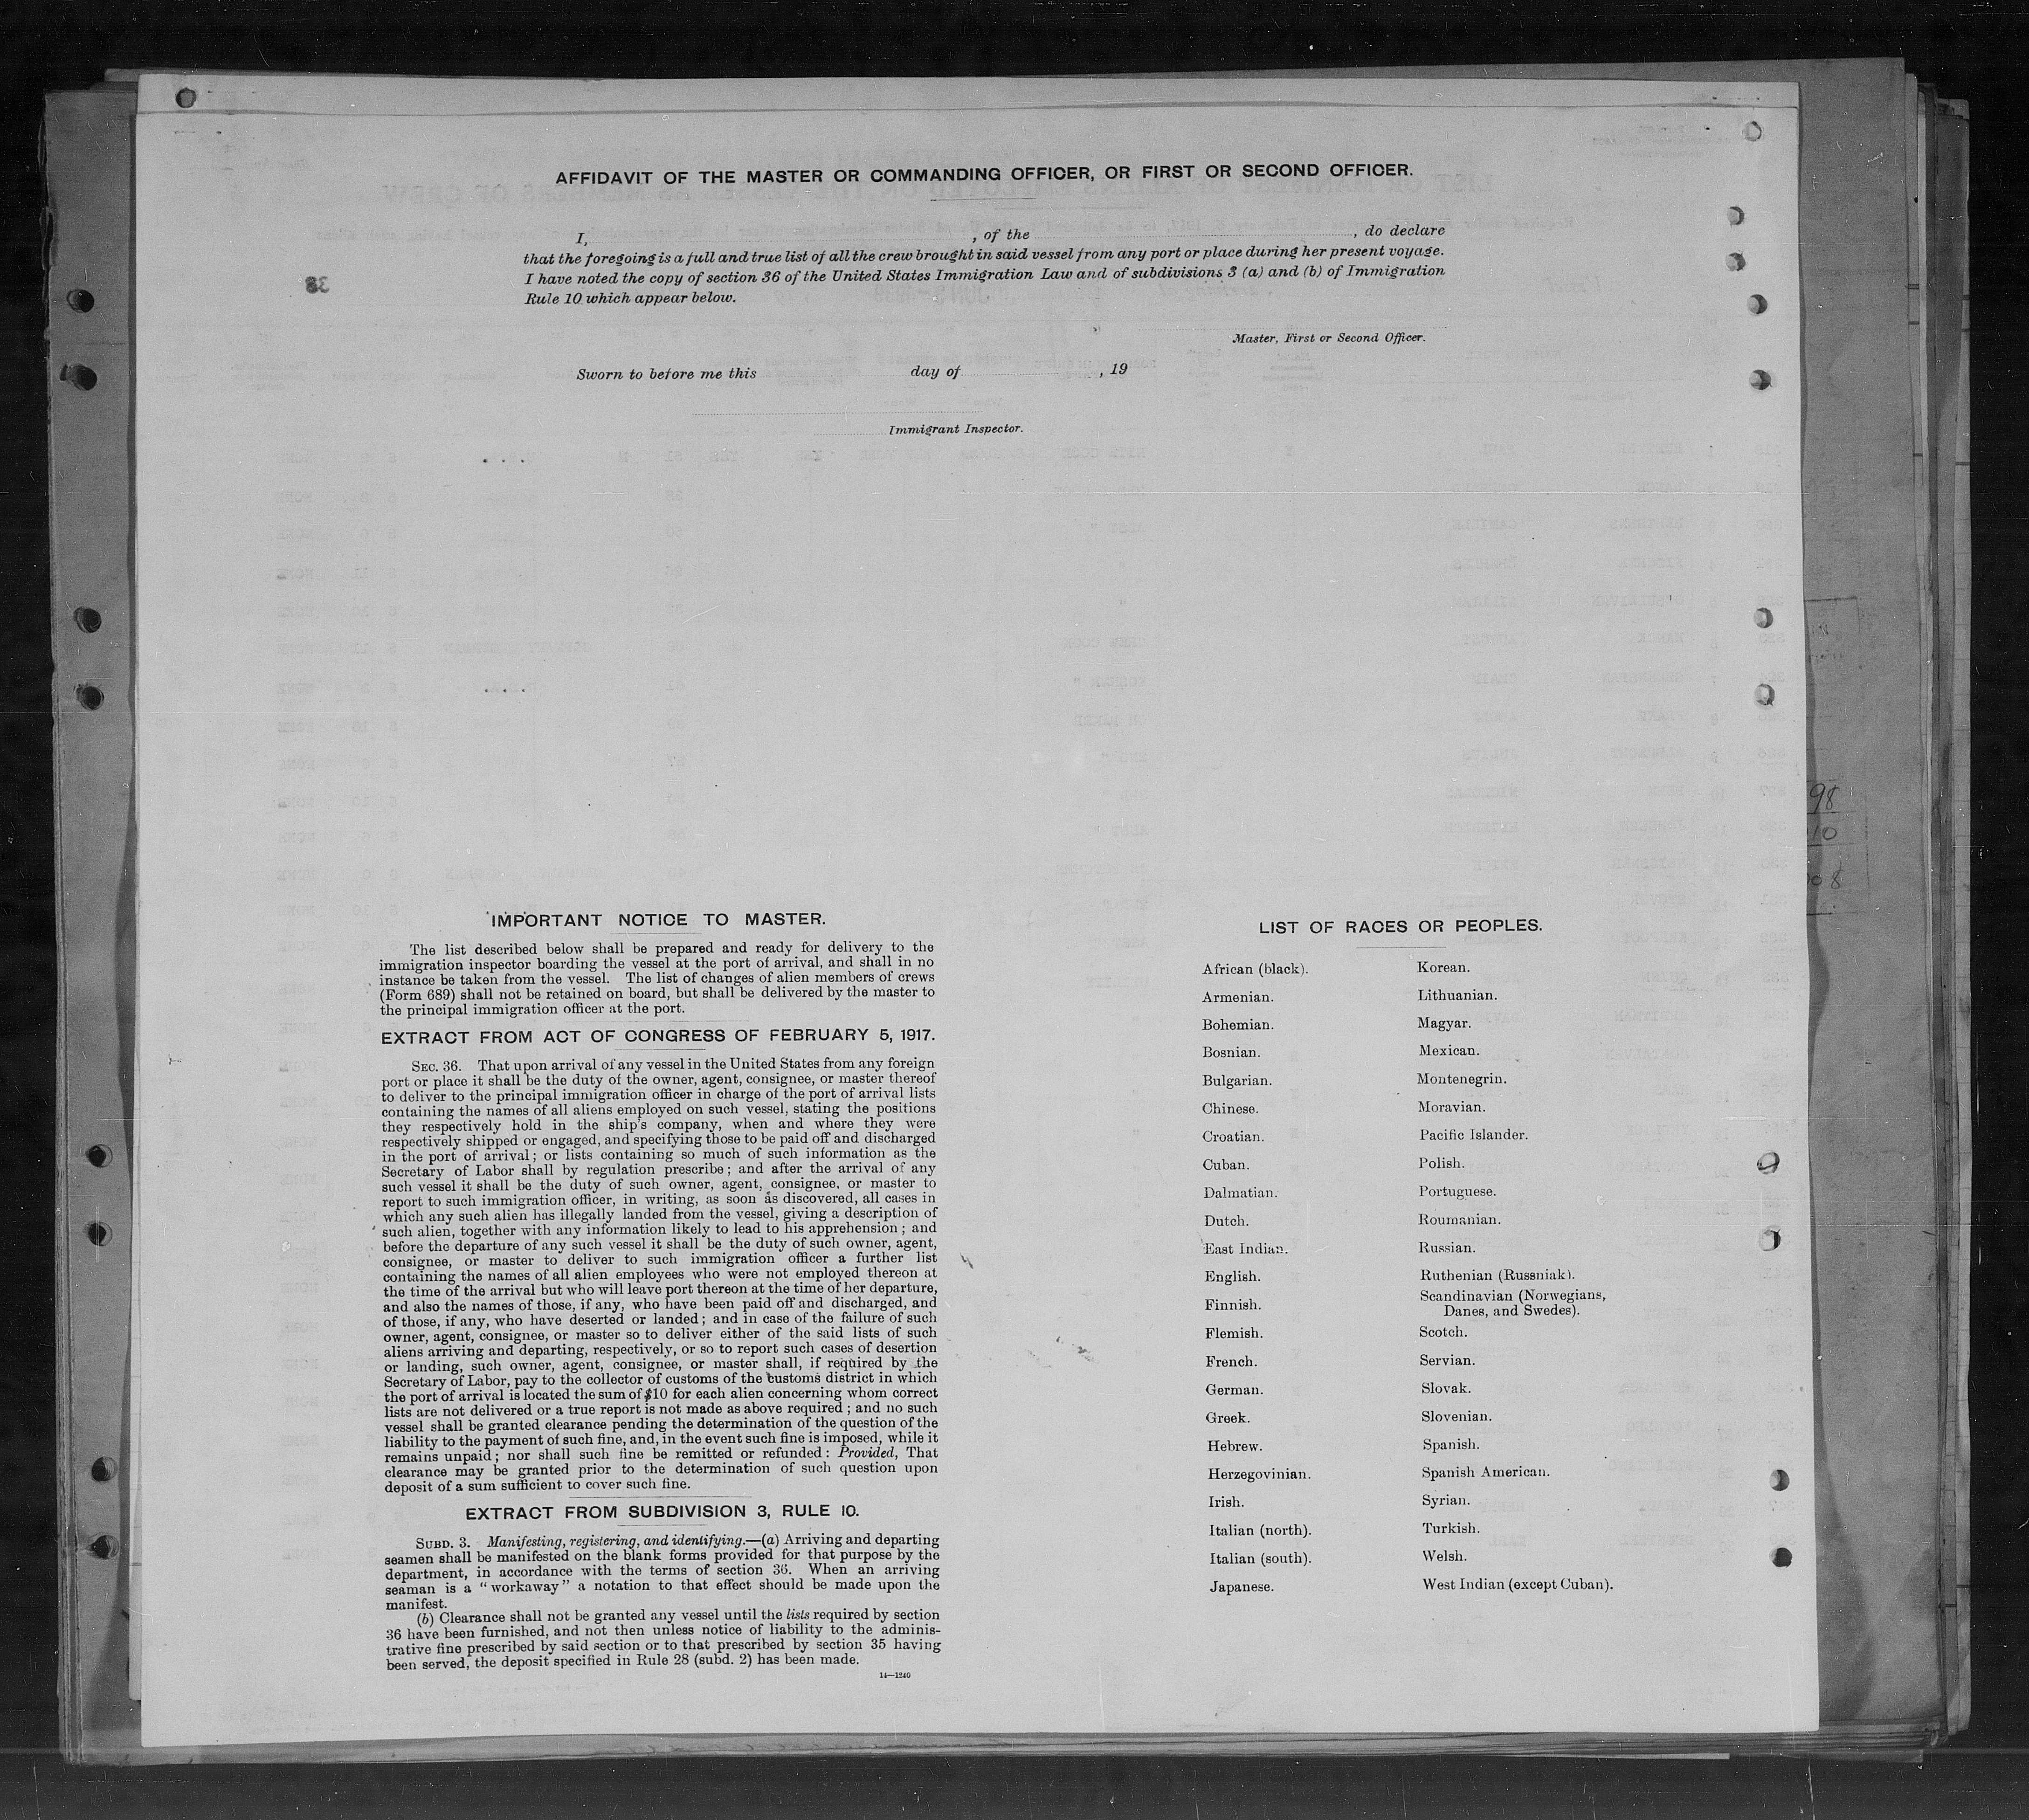 AFFIDAVIT OF THE MASTER OR COMMANDING OFFICER, OR FIRST OR SECOND OFFICER.
I, , of the , do declare
that the foregoing is a full and true list of all the crew brought in said vessel from any port or place during her present voyage.
I have noted the copy of section 36 of the United States Immigration Law and of subdivisions 3 (a) and (b) of Immigration
Rule 10 which appear below.
Master, First or Second Officer.
Sworn to before me this day of , 19
Immigrant Inspector.
38
98
10
08
IMPORTANT NOTICE TO MASTER.
The list described below shall be prepared and ready for delivery to the
immigration inspector boarding the vessel at the port of arrival, and shall in no
instance be taken from the vessel. The list of changes of alien members of crews
(Form 689) shall not be retained on board, but shall be delivered by the master to
the principal immigration officer at the port.
EXTRACT FROM ACT OF CONGRESS OF FEBRUARY 5, 1917.
SEC. 36. That upon arrival of any vessel in the United States from any foreign
port or place it shall be the duty of the owner, agent, consignee, or master thereof
to deliver to the principal immigration officer in charge of the port of arrival lists
containing the names of all aliens employed on such vessel, stating the positions
they respectively hold in the ship's company, when and where they were
respectively shipped or engaged, and specifying those to be paid off and discharged
in the port of arrival; or lists containing so much of such information as the
Secretary of Labor shall by regulation prescribe; and after the arrival of any
such vessel it shall be the duty of such owner, agent, consignee, or master to
report to such immigration officer, in writing, as soon as discovered, all cases in
which any such alien has illegally landed from the vessel, giving a description of
such alien, together with any information likely to lead to his apprehension; and
before the departure of any such vessel it shall be the duty of such owner, agent,
consignee, or master to deliver to such immigration officer a further list
containing the names of all alien employees who were not employed thereon at
the time of the arrival but who will leave port thereon at the time of her departure,
and also the names of those, if any, who have been paid off and discharged, and
of those, if any, who have deserted or landed; and in case of the failure of such
owner, agent, consignee, or master so to deliver either of the said lists of such
aliens arriving and departing, respectively, or so to report such cases of desertion
or landing, such owner, agent, consignee, or master shall, if required by the
Secretary of Labor, pay to the collector of customs of the customs district in which
the port of arrival is located the sum of $10 for each alien concerning whom correct
lists are not delivered or a true report is not made as above required; and no such
vessel shall be granted clearance pending the determination of the question of the
liability to the payment of such fine, and, in the event such fine is imposed, while it
remains unpaid; nor shall such fine be remitted or refunded: Provided, That
clearance may be granted prior to the determination of such question upon
deposit of a sum sufficient to cover such fine.
EXTRACT FROM SUBDIVISION 3, RULE 10.
SUBD. 3. Manifesting, registering, and identifying.—(a) Arriving and departing
seamen shall be manifested on the blank forms provided for that purpose by the
department, in accordance with the terms of section 36. When an arriving
seaman is a "workaway" a notation to that effect should be made upon the
manifest.
(b) Clearance shall not be granted any vessel until the lists required by section
36 have been furnished, and not then unless notice of liability to the adminis-
trative fine prescribed by said section or to that prescribed by section 35 having
been served, the deposit specified in Rule 28 (subd. 2) has been made.
14—1240
LIST OF RACES OR PEOPLES.
African (black).
Armenian.
Bohemian.
Bosnian.
Bulgarian.
Chinese.
Croatian.
Cuban.
Dalmatian.
Dutch.
East Indian.
English.
Finnish.
Flemish.
French.
German.
Greek.
Hebrew.
Herzegovinian.
Irish.
Italian (north).
Italian (south).
Japanese.
Korean.
Lithuanian.
Magyar.
Mexican.
Montenegrin.
Moravian.
Pacific Islander.
Polish.
Portuguese.
Roumanian.
Russian.
Ruthenian (Russniak).
Scandinavian (Norwegians,
Danes, and Swedes).
Scotch.
Servian.
Slovak.
Slovenian.
Spanish.
Spanish American.
Syrian.
Turkish.
Welsh.
West Indian (except Cuban).